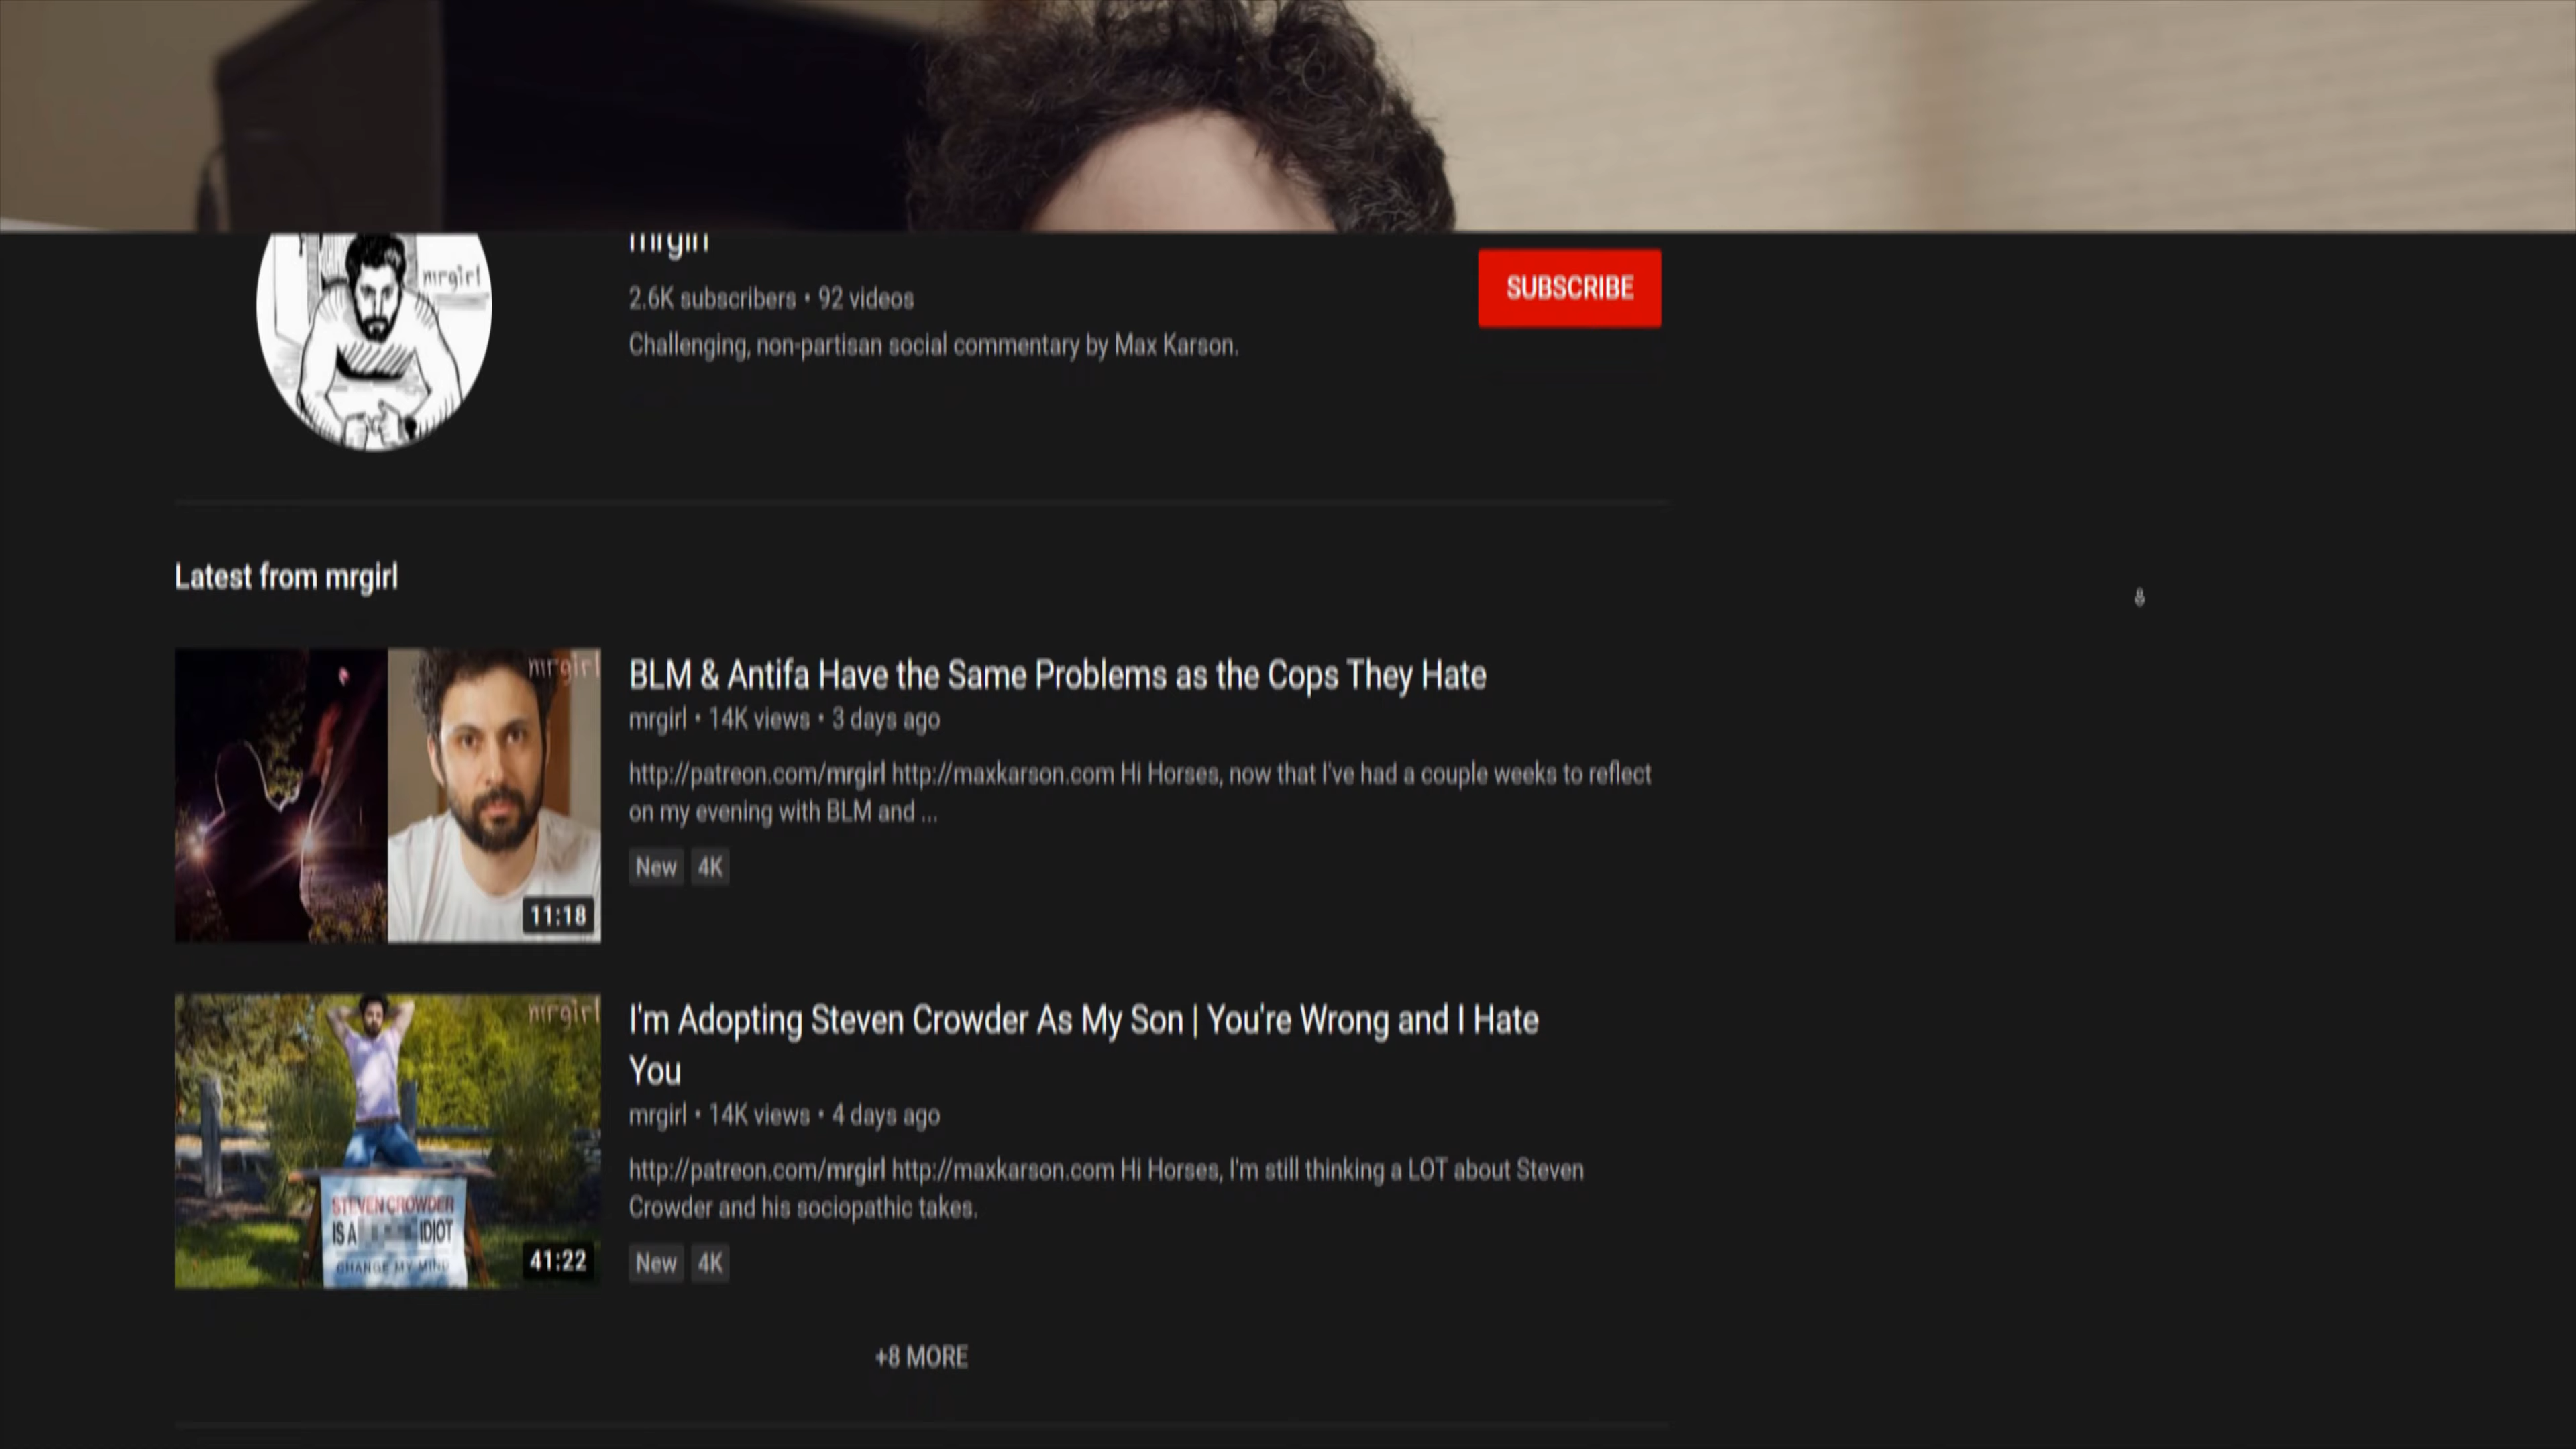 mrgirl
mrgirl
2.6K subscribers • 92 videos
SUBSCRIBE
Challenging, non-partisan social commentary by Max Karson.
Latest from mrgirl
mrgirl
11:18
BLM & Antifa Have the Same Problems as the Cops They Hate
mrgirl • 14K views • 3 days ago
http://patreon.com/mrgirl http://maxkarson.com Hi Horses, now that I've had a couple weeks to reflect
on my evening with BLM and ...
New 4K
mrgirl
STEVEN CROWDER
IS A IDIOT
CHANGE MY MIND
41:22
I'm Adopting Steven Crowder As My Son | You're Wrong and I Hate
You
mrgirl • 14K views • 4 days ago
http://patreon.com/mrgirl http://maxkarson.com Hi Horses, I'm still thinking a LOT about Steven
Crowder and his sociopathic takes.
New 4K
+8 MORE